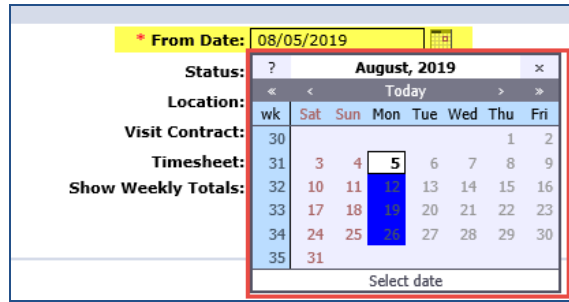 * From Date: 08/05/2019
Status:
Location:
Visit Contract:
Timesheet:
Show Weekly Totals:
? August, 2019 ×
« ‹ Today › »
wk Sat Sun Mon Tue Wed Thu Fri
30 1 2
31 3 4 5 6 7 8 9
32 10 11 12 13 14 15 16
33 17 18 19 20 21 22 23
34 24 25 26 27 28 29 30
35 31
Select date